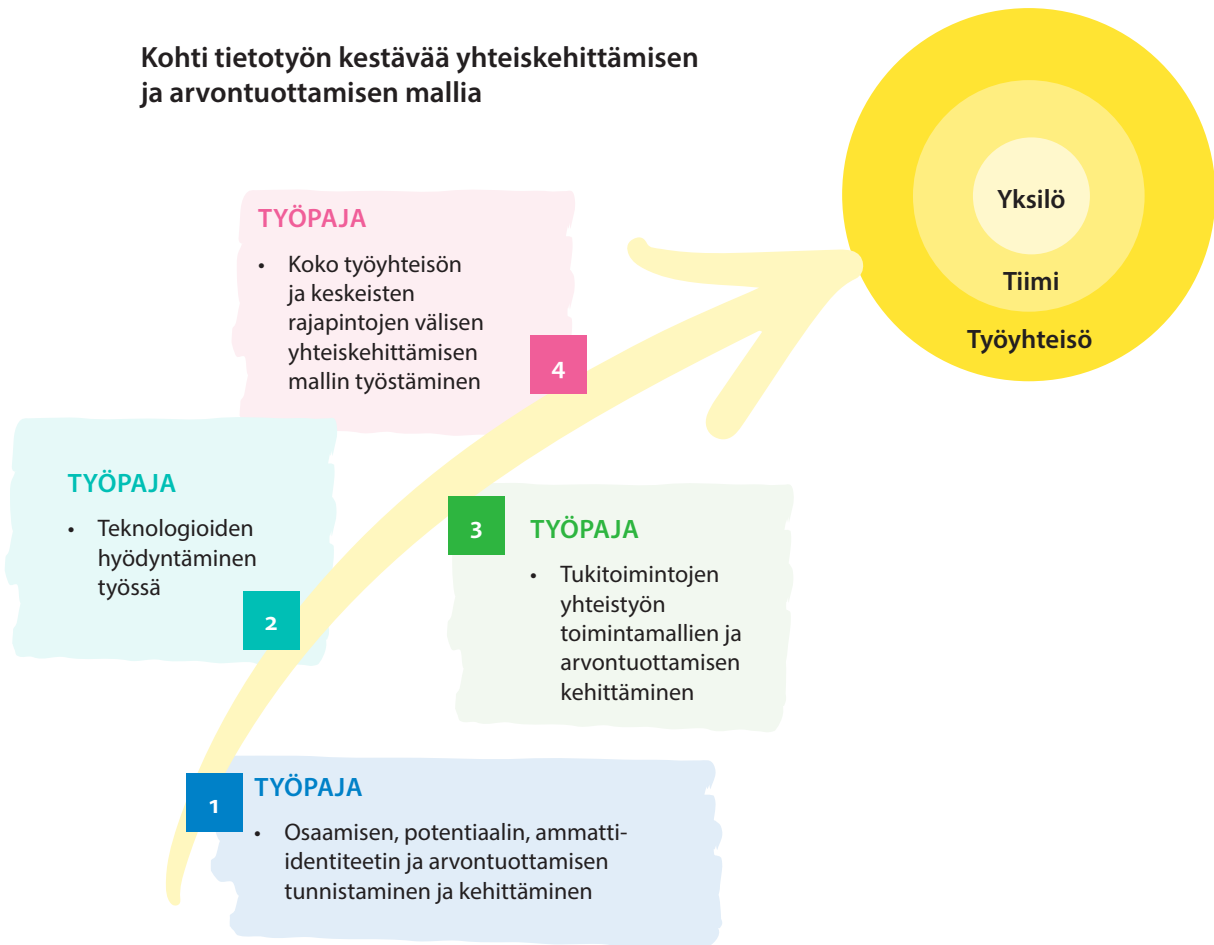 Kohti tietotyön kestävää yhteiskehittämisen
ja arvontuottamisen mallia
Yksilö
Tiimi
Työyhteisö
TYÖPAJA
• Koko työyhteisön
ja keskeisten
rajapintojen välisen
yhteiskehittämisen
mallin työstäminen
4
TYÖPAJA
• Teknologioiden
hyödyntäminen
työssä
2
3
TYÖPAJA
• Tukitoimintojen
yhteistyön
toimintamallien ja
arvontuottamisen
kehittäminen
1
TYÖPAJA
• Osaamisen, potentiaalin, ammatti-
identiteetin ja arvontuottamisen
tunnistaminen ja kehittäminen